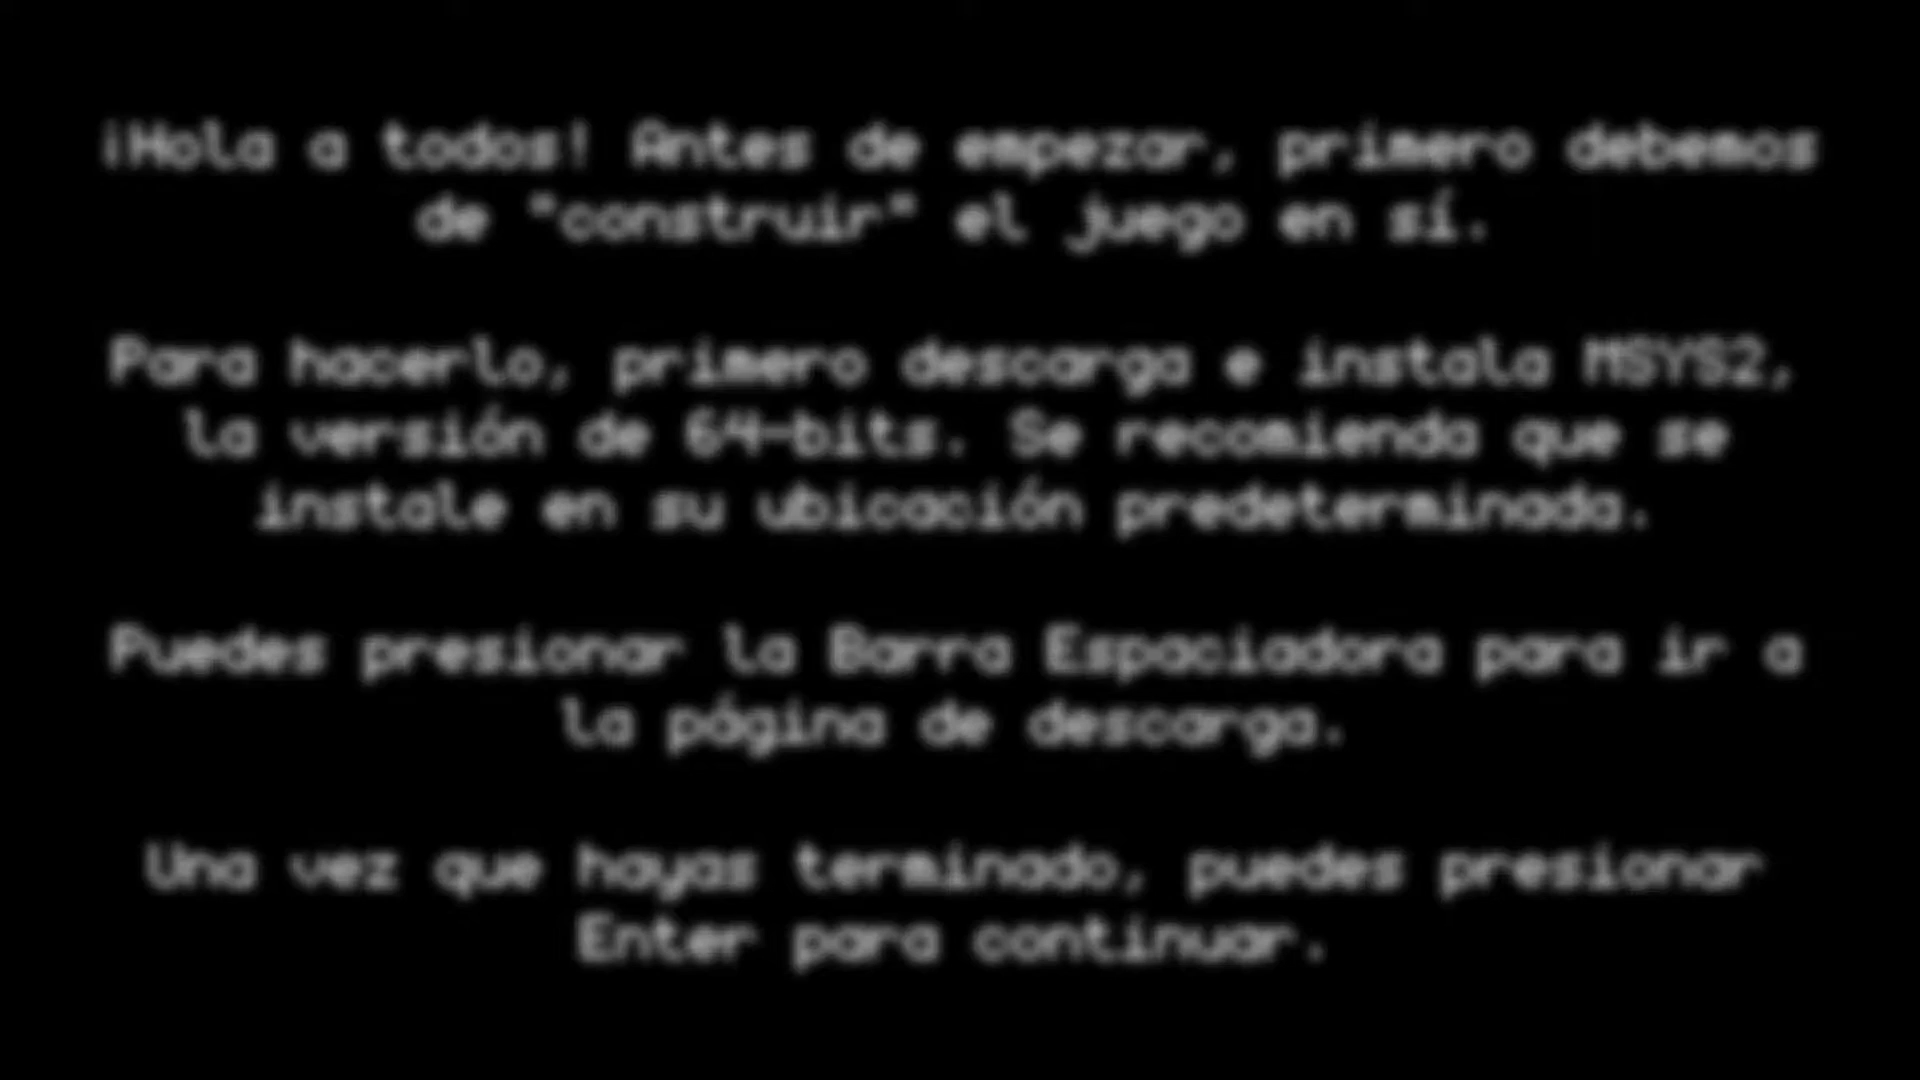 ¡Hola a todos! Antes de empezar, primero debemos
de "construir" el juego en sí.
Para hacerlo, primero descarga e instala MSYS2,
la versión de 64-bits. Se recomienda que se
instale en su ubicación predeterminada.
Puedes presionar la Barra Espaciadora para ir a
la página de descarga.
Una vez que hayas terminado, puedes presionar
Enter para continuar.